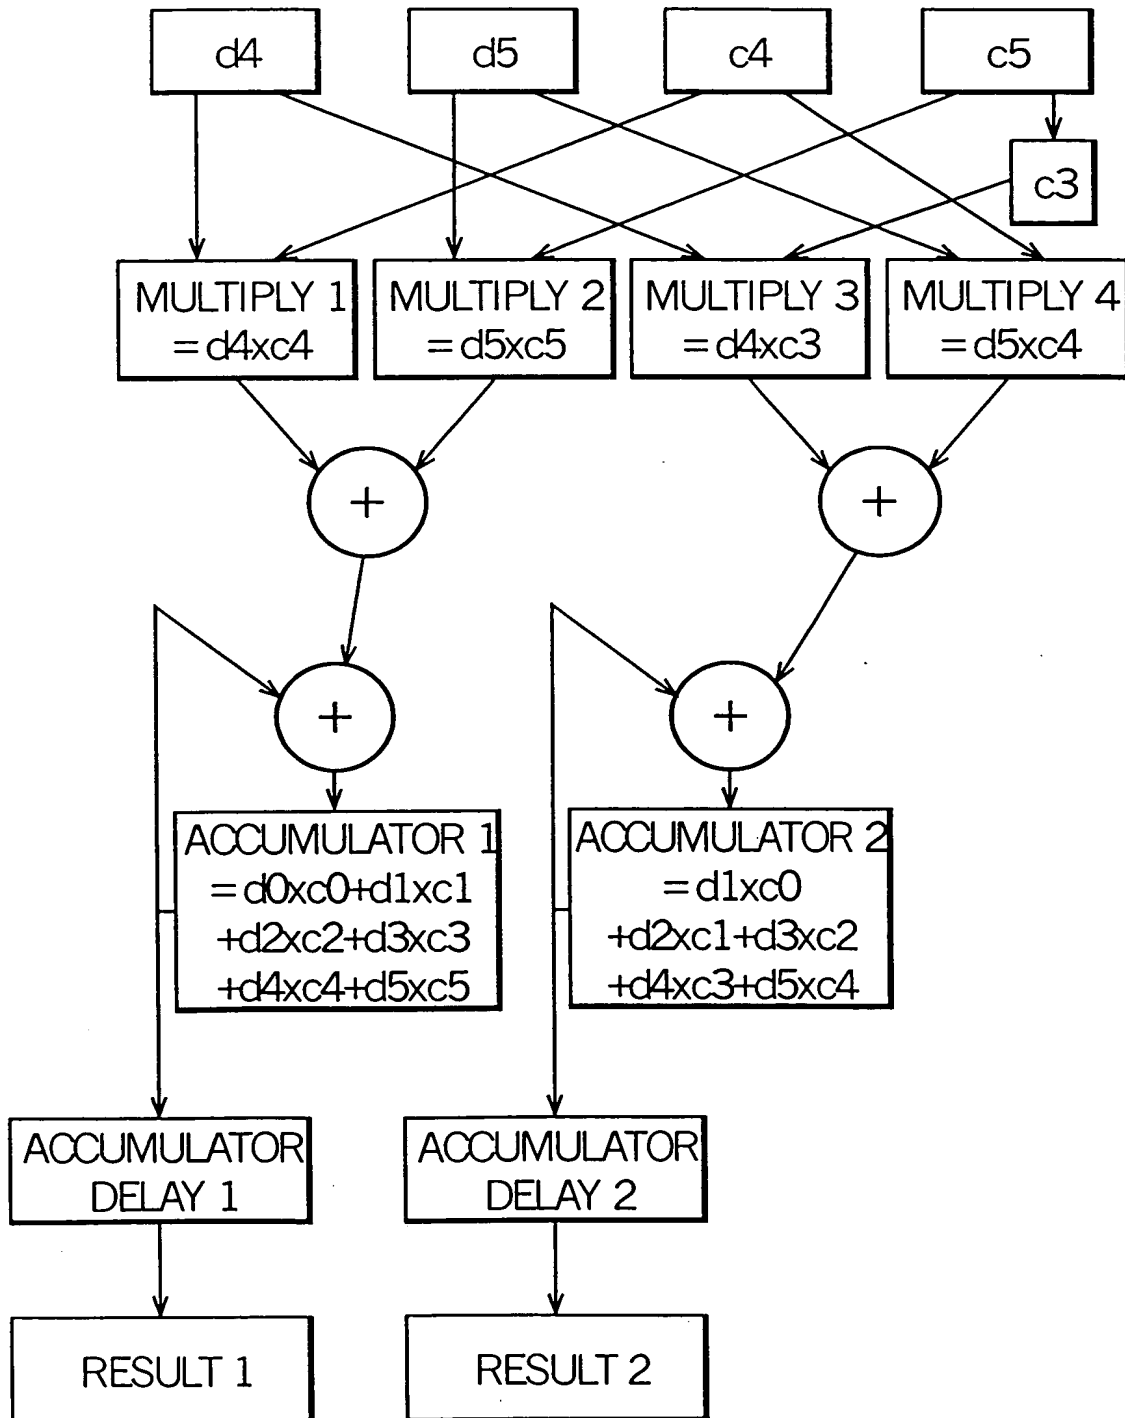 d4
d5
c4
c5
c3
MULTIPLY 1
=d4xc4
MULTIPLY 2
=d5xc5
MULTIPLY 3
=d4xc3
MULTIPLY 4
=d5xc4
+
+
+
+
ACCUMULATOR 1
=d0xc0+d1xc1
+d2xc2+d3xc3
+d4xc4+d5xc5
ACCUMULATOR 2
=d1xc0
+d2xc1+d3xc2
+d4xc3+d5xc4
ACCUMULATOR
DELAY 1
ACCUMULATOR
DELAY 2
RESULT 1
RESULT 2